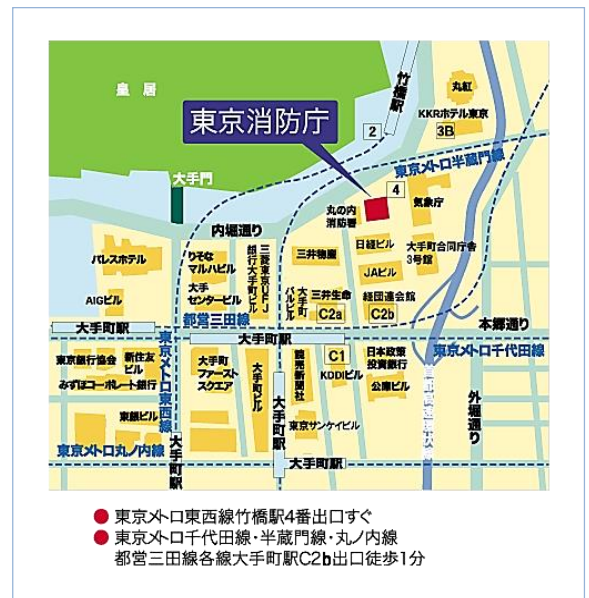 皇居
竹橋駅
丸紅
KKRホテル東京
東京消防庁
2
3B
東京メトロ半蔵門線
大手門
4
丸の内
消防署
気象庁
内堀通り
日経ビル
大手町合同庁舎
3号館
パレスホテル
りそな
マルハビル
三菱東京UFJ
銀行大手町ビル
三井物産
JAビル
大手
センタービル
大手町
パルビル
三井生命
経団連会館
AIGビル
C2a
C2b
都営三田線
本郷通り
大手町駅
大手町駅
東京メトロ千代田線
東京銀行協会
新住友
ビル
みずほコーポレート銀行
東京メトロ東西線
大手町
ファースト
スクエア
大手町ビル
読売新聞社
C1
KDDIビル
日本政策
投資銀行
公庫ビル
首都高速環状線
外堀通り
東銀ビル
大手町駅
東京サンケイビル
東京メトロ丸ノ内線
大手町駅
大手町駅
● 東京メトロ東西線竹橋駅4番出口すぐ
● 東京メトロ千代田線・半蔵門線・丸ノ内線
都営三田線各線大手町駅C2b出口徒歩1分